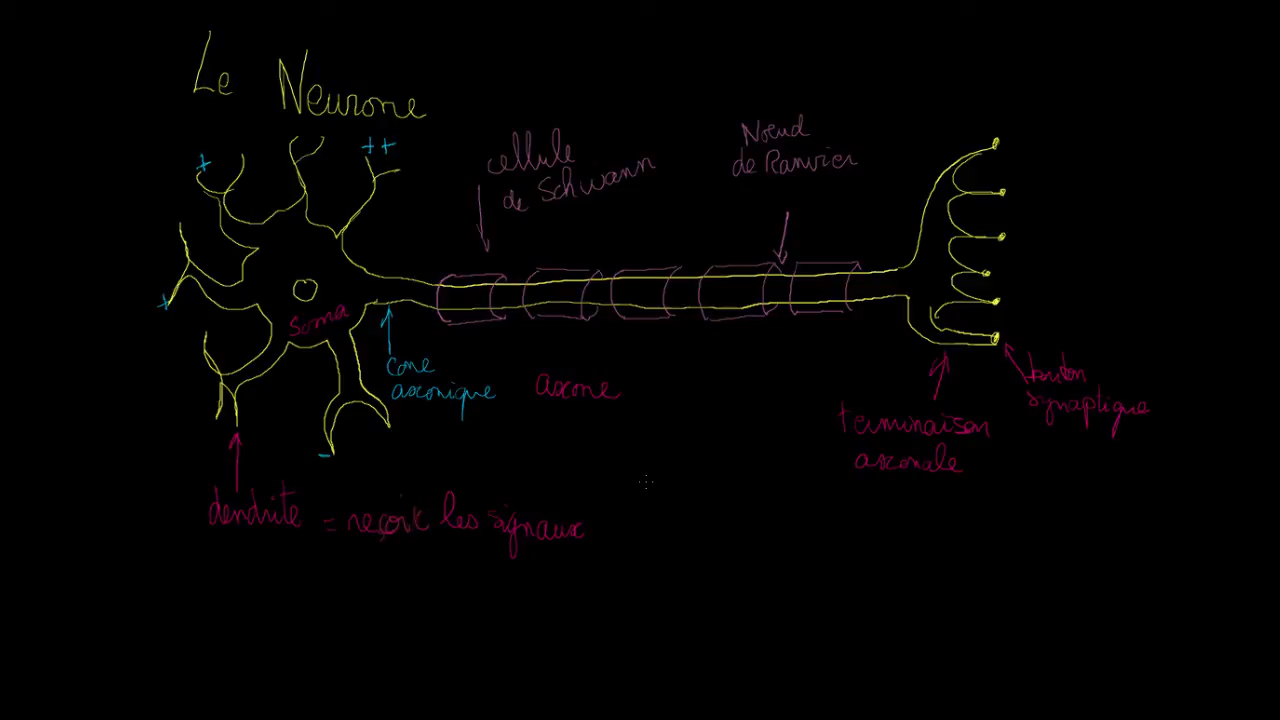 Le Neurone
+
++
cellule
de Schwann
Nœud
de Ranvier
+
soma
cone
axonique
axone
bouton
synaptique
terminaison
axonale
-
dendrite = reçoit les signaux